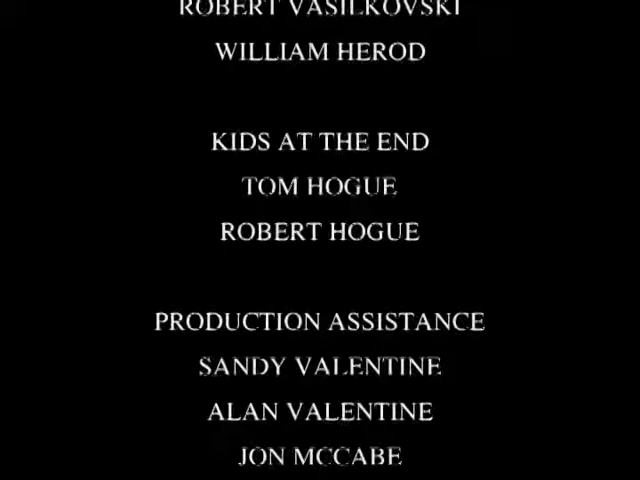 ROBERT VASILKOVSKI
WILLIAM HEROD
KIDS AT THE END
TOM HOGUE
ROBERT HOGUE
PRODUCTION ASSISTANCE
SANDY VALENTINE
ALAN VALENTINE
JON MCCABE